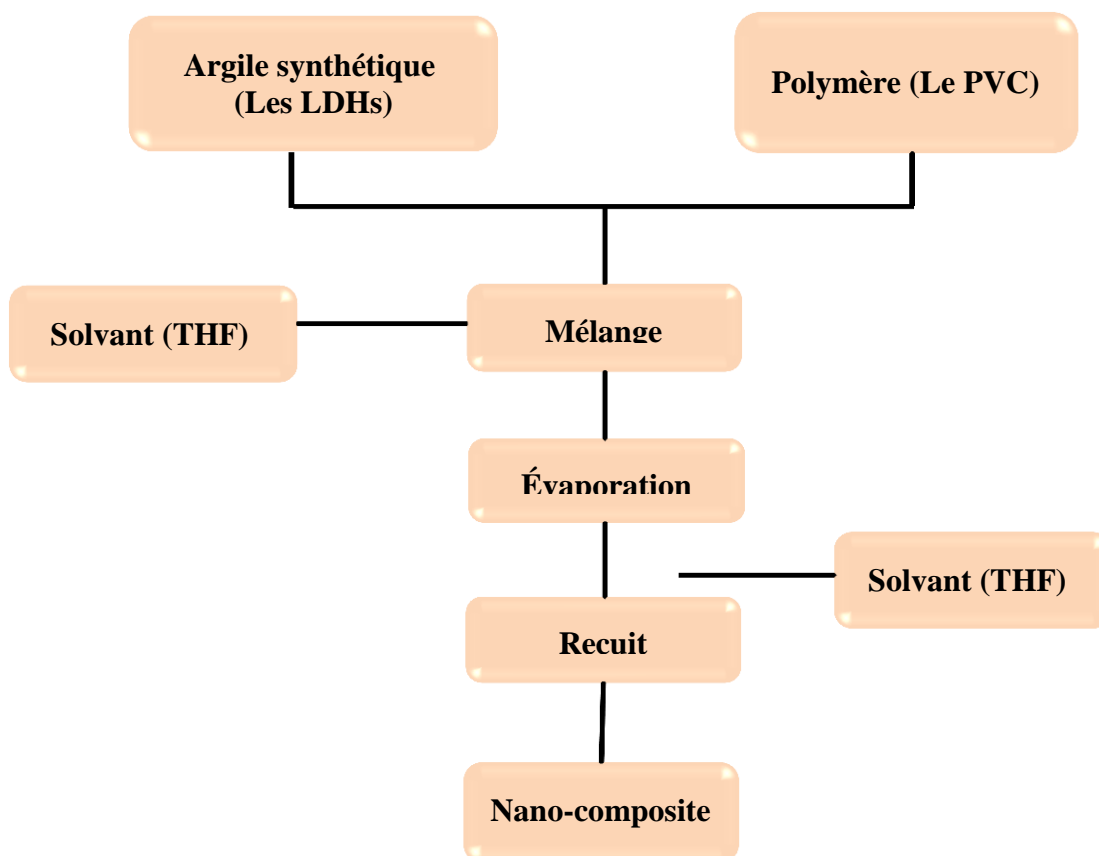 Argile synthétique
(Les LDHs)
Polymère (Le PVC)
Solvant (THF)
Mélange
Évaporation
Solvant (THF)
Recuit
Nano-composite